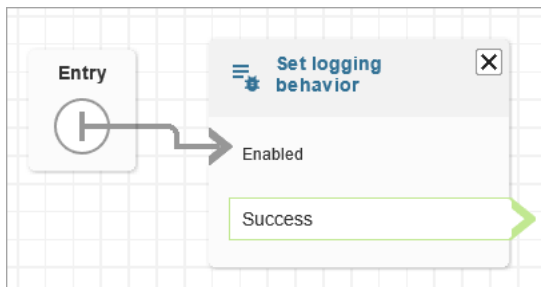 Entry
Set logging
behavior
Enabled
Success